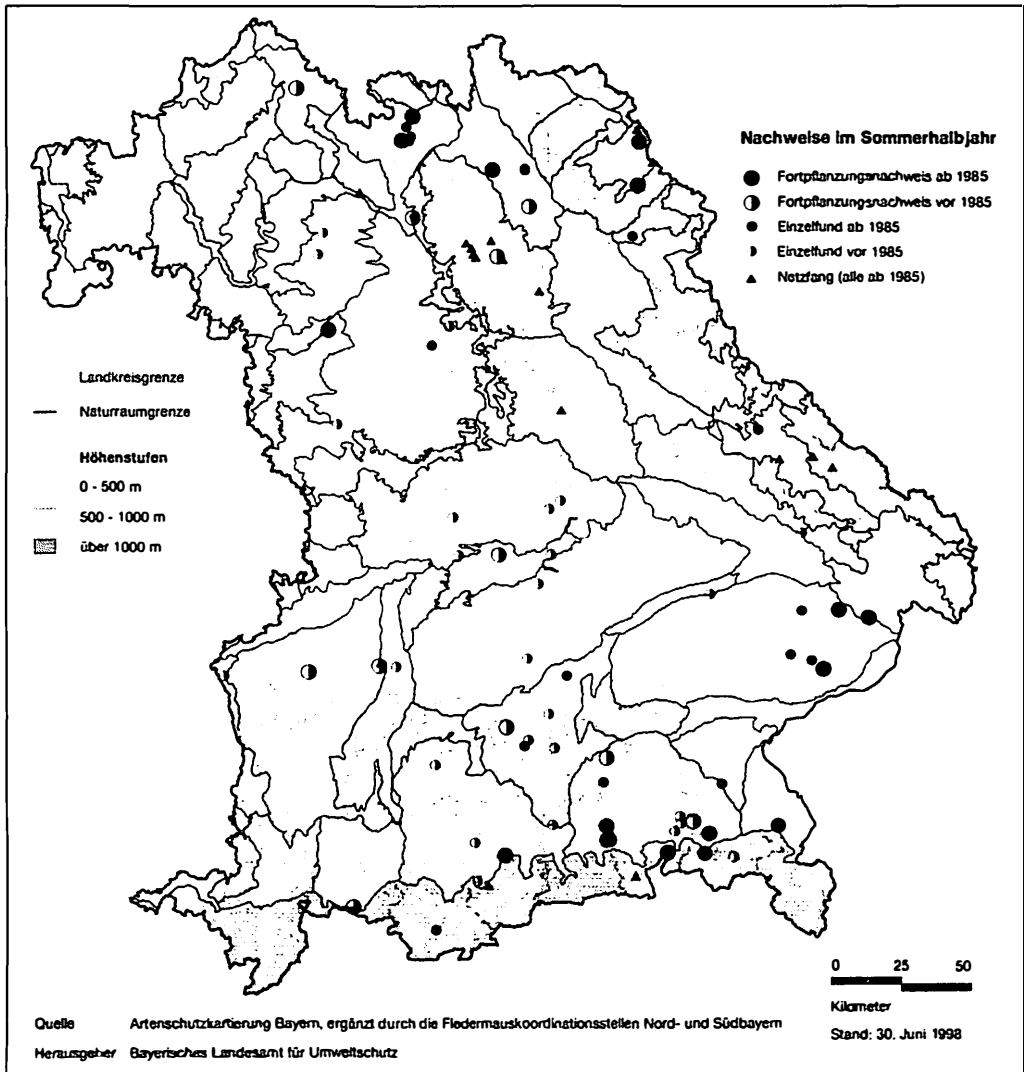 Nachweise im Sommerhalbjahr
Fortpflanzungsnachweis ab 1985
Fortpflanzungsnachweis vor 1985
Einzelfund ab 1985
Einzelfund vor 1985
Netzfang (alle ab 1985)
Landkreisgrenze
Naturraumgrenze
Höhenstufen
0 - 500 m
500 - 1000 m
über 1000 m
0 25 50
Kilometer
Stand: 30. Juni 1998
Quelle Artenschutzkartierung Bayern, ergänzt durch die Fledermauskoordinationsstellen Nord- und Südbayern
Herausgeber Bayerisches Landesamt für Umweltschutz